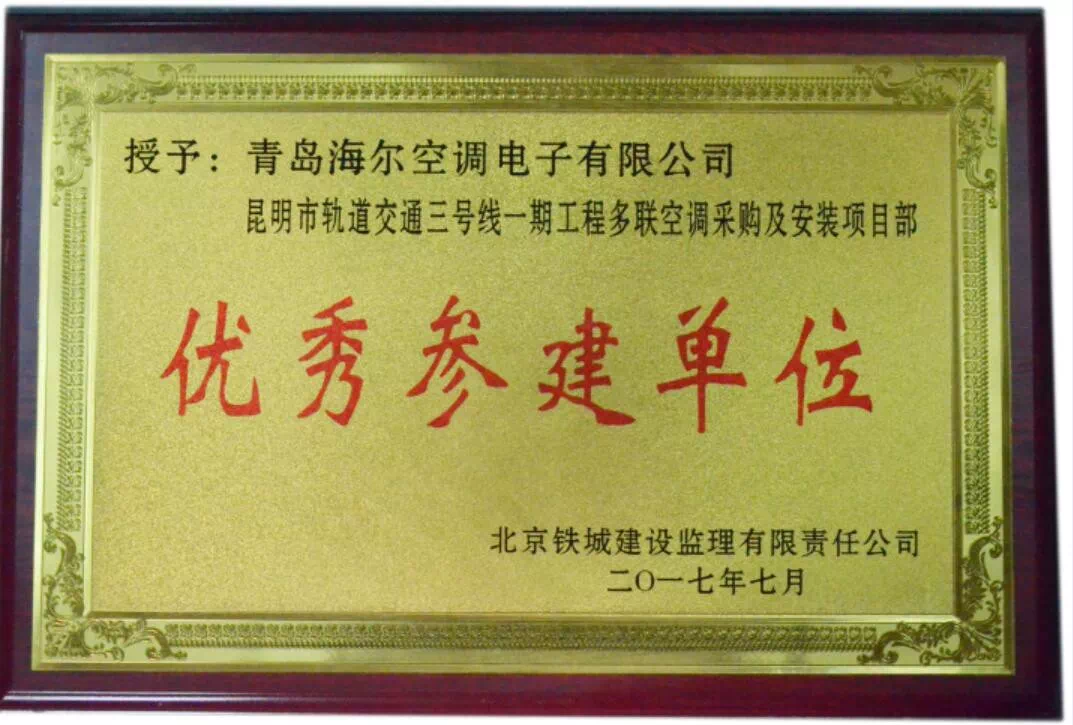 授予：青岛海尔空调电子有限公司
昆明市轨道交通三号线一期工程多联空调采购及安装项目部
优秀参建单位
北京铁城建设监理有限责任公司
二〇一七年七月